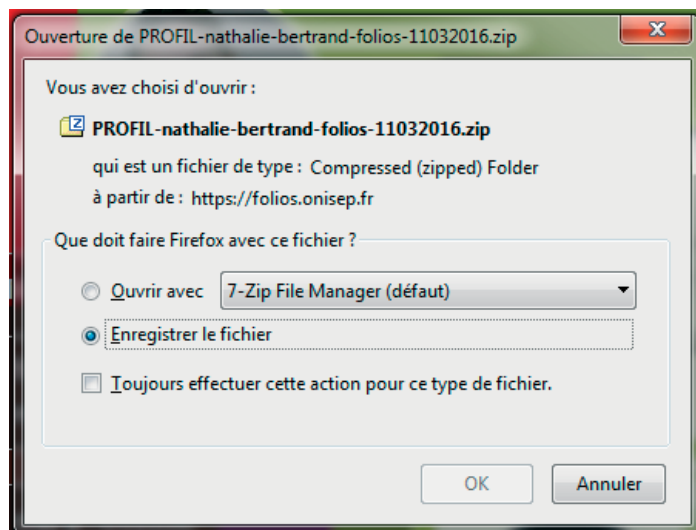 Ouverture de PROFIL-nathalie-bertrand-folios-11032016.zip
Vous avez choisi d'ouvrir :
PROFIL-nathalie-bertrand-folios-11032016.zip
qui est un fichier de type : Compressed (zipped) Folder
à partir de : https://folios.onisep.fr
Que doit faire Firefox avec ce fichier ?
Ouvrir avec 7-Zip File Manager (défaut)
Enregistrer le fichier
Toujours effectuer cette action pour ce type de fichier.
OK Annuler